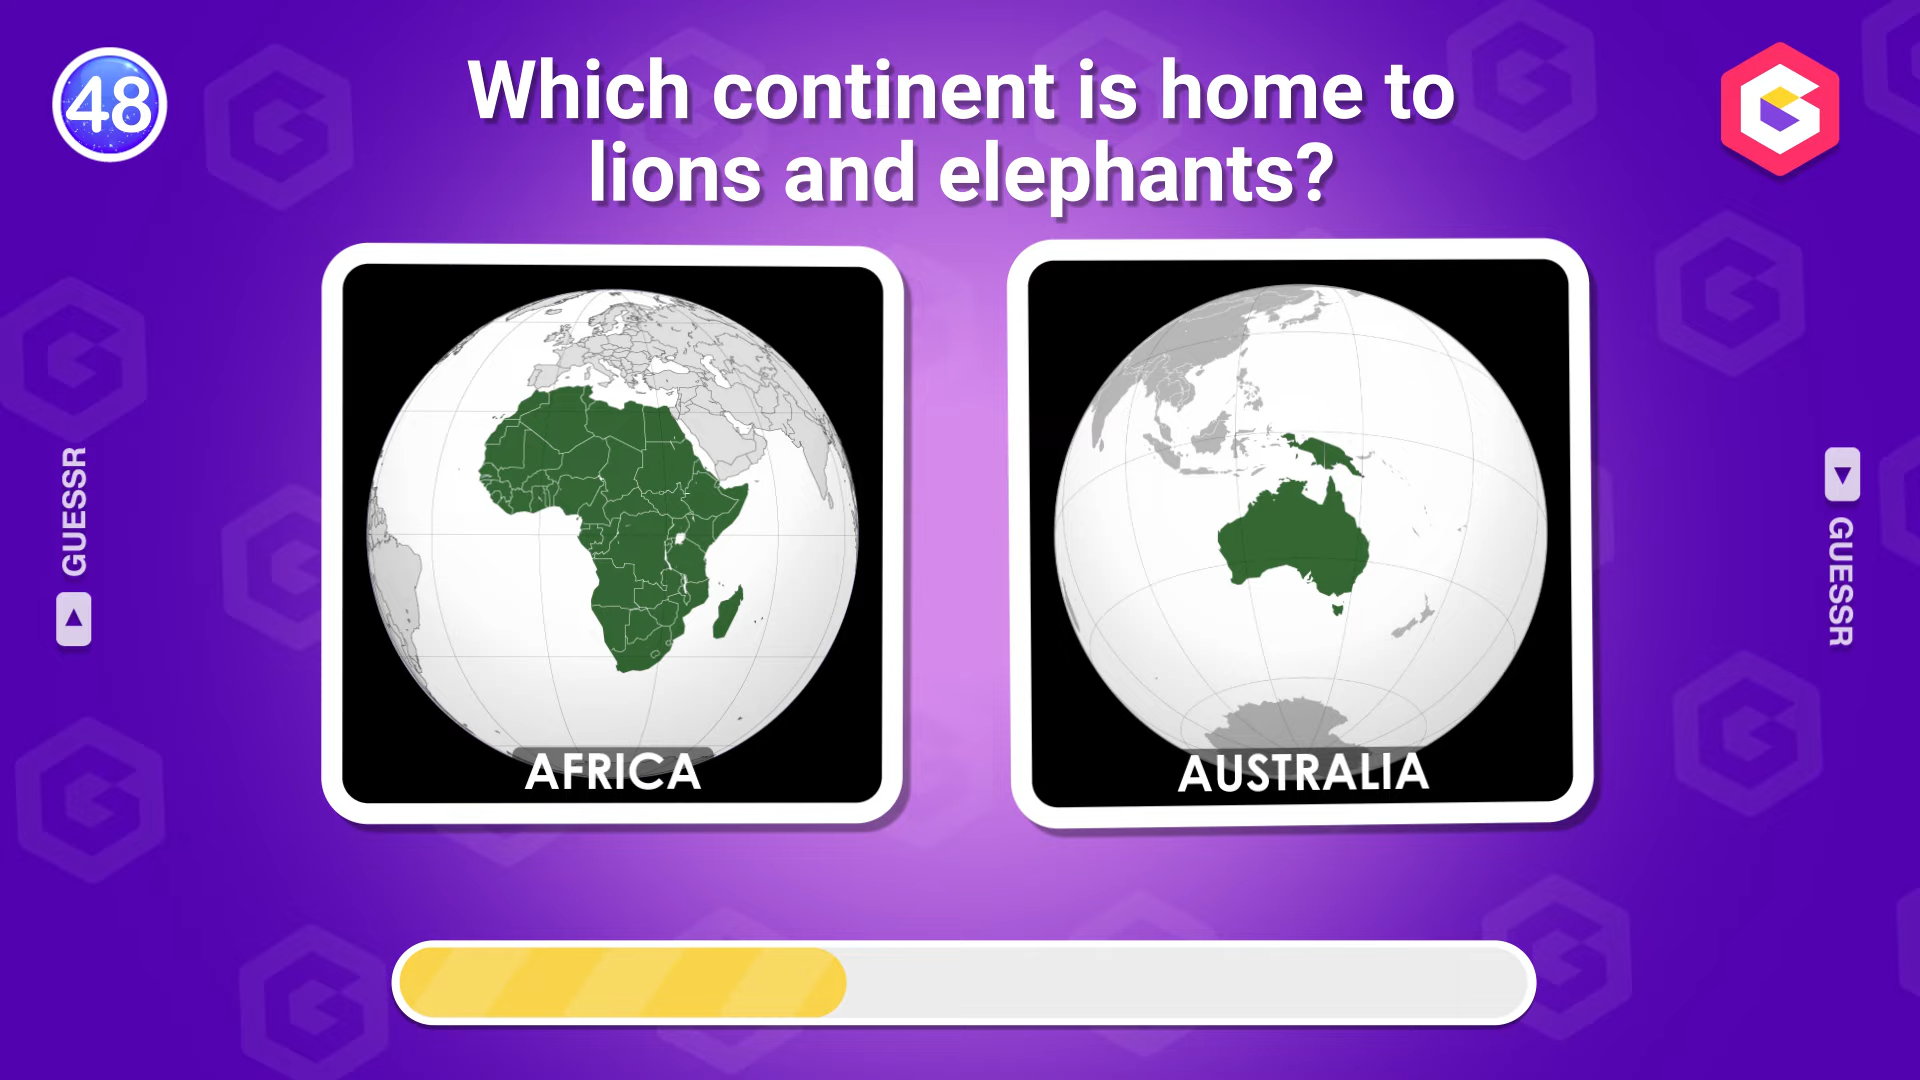 48
Which continent is home to
lions and elephants?
GUESSR
AFRICA
AUSTRALIA
GUESSR